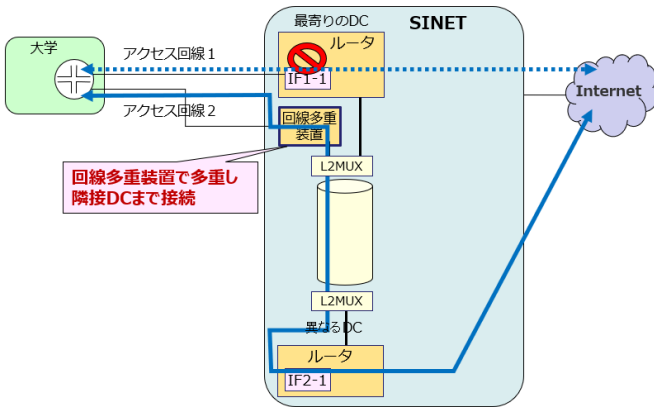 最寄りのDC
SINET
大学
アクセス回線1
ルータ
IF1-1
Internet
アクセス回線2
回線多重
装置
回線多重装置で多重し
隣接DCまで接続
L2MUX
L2MUX
異なるDC
ルータ
IF2-1